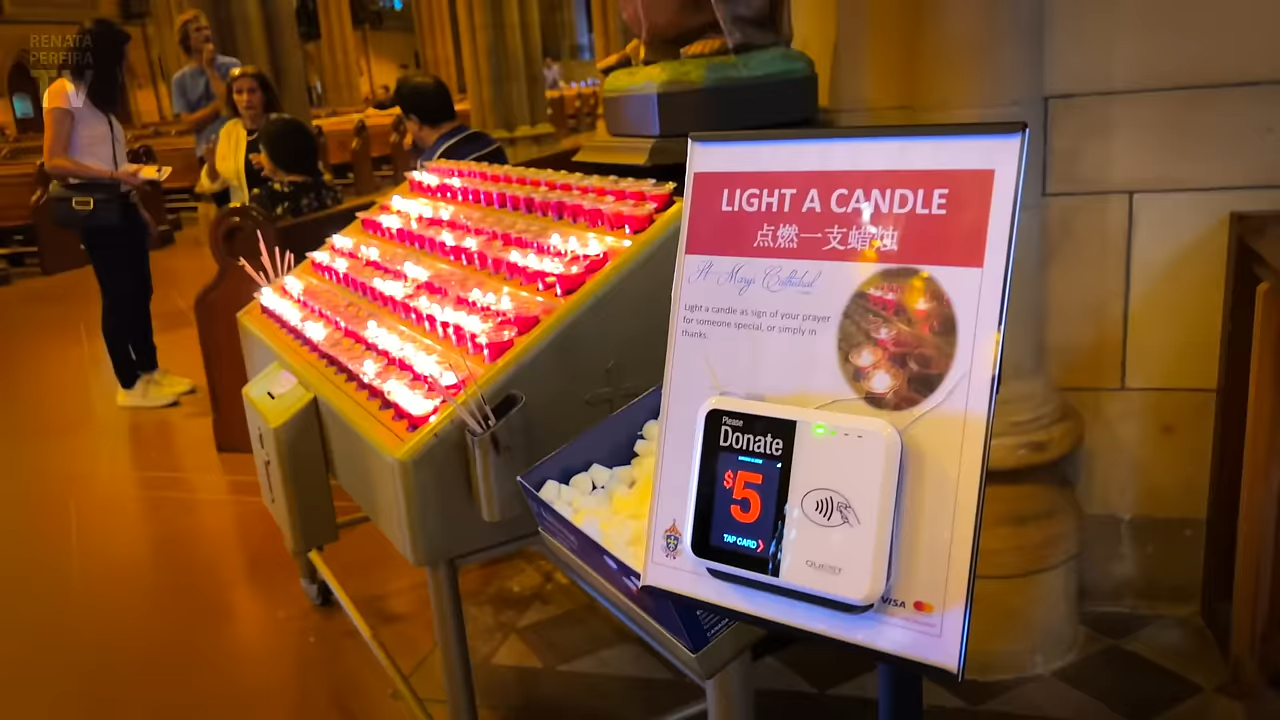 RENATA
PEREIRA
TV
LIGHT A CANDLE
点燃一支蜡烛
St Marys Cathedral
Light a candle as sign of your prayer
for someone special, or simply in
thanks.
Please
Donate
$5
TAP CARD
QUEST
VISA